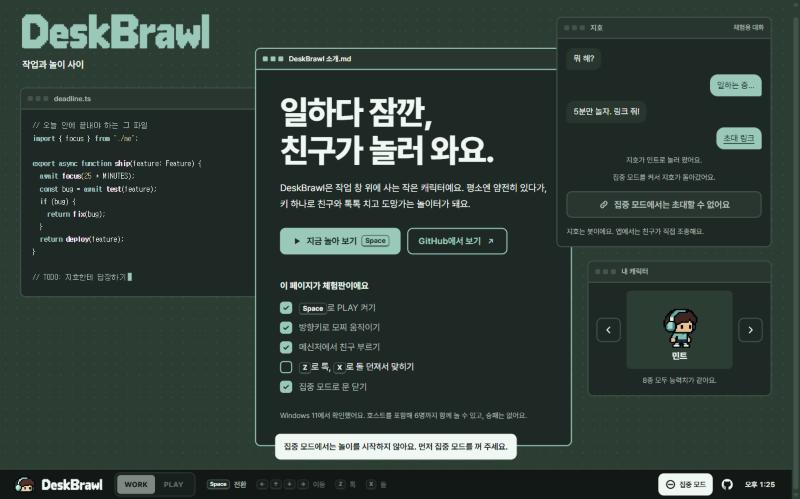 DeskBrawl
작업과 놀이 사이
deadline.ts
// 오늘 안에 끝내야 하는 그 파일
import { focus } from "./me";
export async function ship(feature: Feature) {
await focus(25 * MINUTES);
const bug = await test(feature);
if (bug) {
return fix(bug);
}
return deploy(feature);
}
// TODO: 지호한테 답장하기
DeskBrawl 소개.md
일하다 잠깐,
친구가 놀러 와요.
DeskBrawl은 작업 창 위에 사는 작은 캐릭터예요. 평소엔 얌전히 있다가,
키 하나로 친구와 톡톡 치고 도망가는 놀이터가 돼요.
지금 놀아 보기 Space
GitHub에서 보기 ↗
이 페이지가 체험판이에요
Space로 PLAY 켜기
방향키로 모찌 움직이기
메신저에서 친구 부르기
Z로 톡, X로 돌 던져서 맞히기
집중 모드로 문 닫기
Windows 11에서 확인했어요. 호스트를 포함해 6명까지 함께 놀 수 있고, 승패는 없어요.
집중 모드에서는 놀이를 시작하지 않아요. 먼저 집중 모드를 꺼 주세요.
지호
체험용 대화
뭐 해?
일하는 중…
5분만 놀자. 링크 줘!
초대 링크
지호가 민트로 놀러 왔어요.
집중 모드를 켜서 지호가 돌아갔어요.
집중 모드에서는 초대할 수 없어요
지호는 봇이에요. 앱에서는 친구가 직접 조종해요.
내 캐릭터
민트
8종 모두 능력치가 같아요.
DeskBrawl
WORK PLAY
Space 전환
← ↑ ↓ → 이동
Z 톡
X 돌
집중 모드
오후 1:25